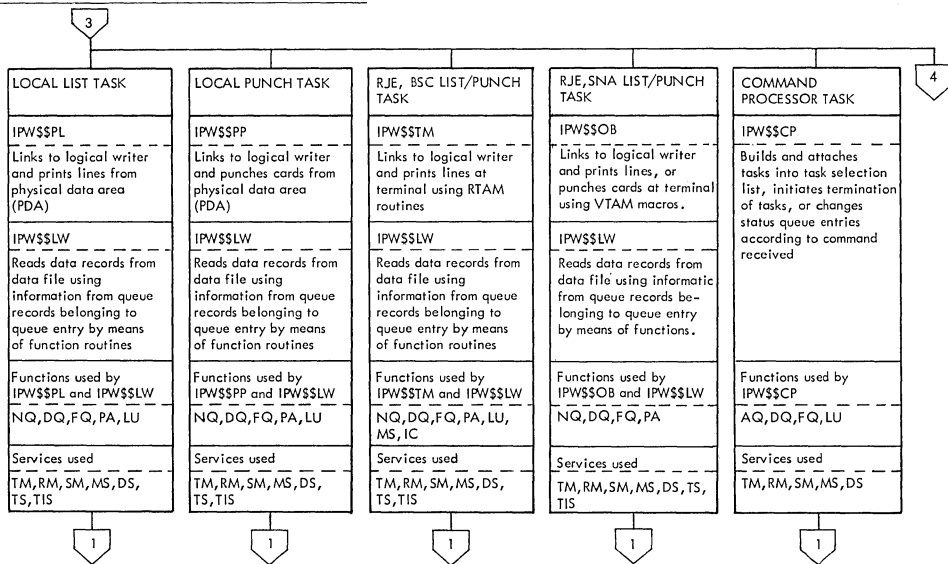 3
4
LOCAL LIST TASK
IPW$$PL
Links to logical writer
and prints lines from
physical data area
(PDA)
IPW$$LW
Reads data records from
data file using
information from queue
records belonging to
queue entry by means
of function routines
Functions used by
IPW$$PL and IPW$$LW
NQ,DQ,FQ,PA,LU
Services used
TM,RM,SM,MS,DS,
TS,TIS
1
LOCAL PUNCH TASK
IPW$$PP
Links to logical writer
and punches cards from
physical data area
(PDA)
IPW$$LW
Reads data records from
data file using
information from queue
records belonging to
queue entry by means
of function routines
Functions used by
IPW$$PP and IPW$$LW
NQ,DQ,FQ,PA,LU
Services used
TM,RM,SM,MS,DS,
TS,TIS
1
RJE, BSC LIST/PUNCH
TASK
IPW$$TM
Links to logical writer
and prints lines at
terminal using RTAM
routines
IPW$$LW
Reads data records from
data file using
information from queue
records belonging to
queue entry by means
of function routines
Functions used by
IPW$$TM and IPW$$LW
NQ,DQ,FQ,PA,LU,
MS,IC
Services used
TM,RM,SM,MS,DS,
TS,TIS
1
RJE,SNA LIST/PUNCH
TASK
IPW$$OB
Links to logical writer
and prints lines, or
punches cards at terminal
using VTAM macros.
IPW$$LW
Reads data records from
data file using informatic
from queue records be-
longing to queue entry
by means of functions.
Functions used by
IPW$$OB and IPW$$LW
NQ,DQ,FQ,PA
Services used
TM,RM,SM,MS,DS,TS,
TIS
1
COMMAND
PROCESSOR TASK
IPW$$CP
Builds and attaches
tasks into task selection
list, initiates termination
of tasks, or changes
status queue entries
according to command
received
Functions used by
IPW$$CP
AQ,DQ,FQ,LU
Services used
TM,RM,SM,MS,DS
1